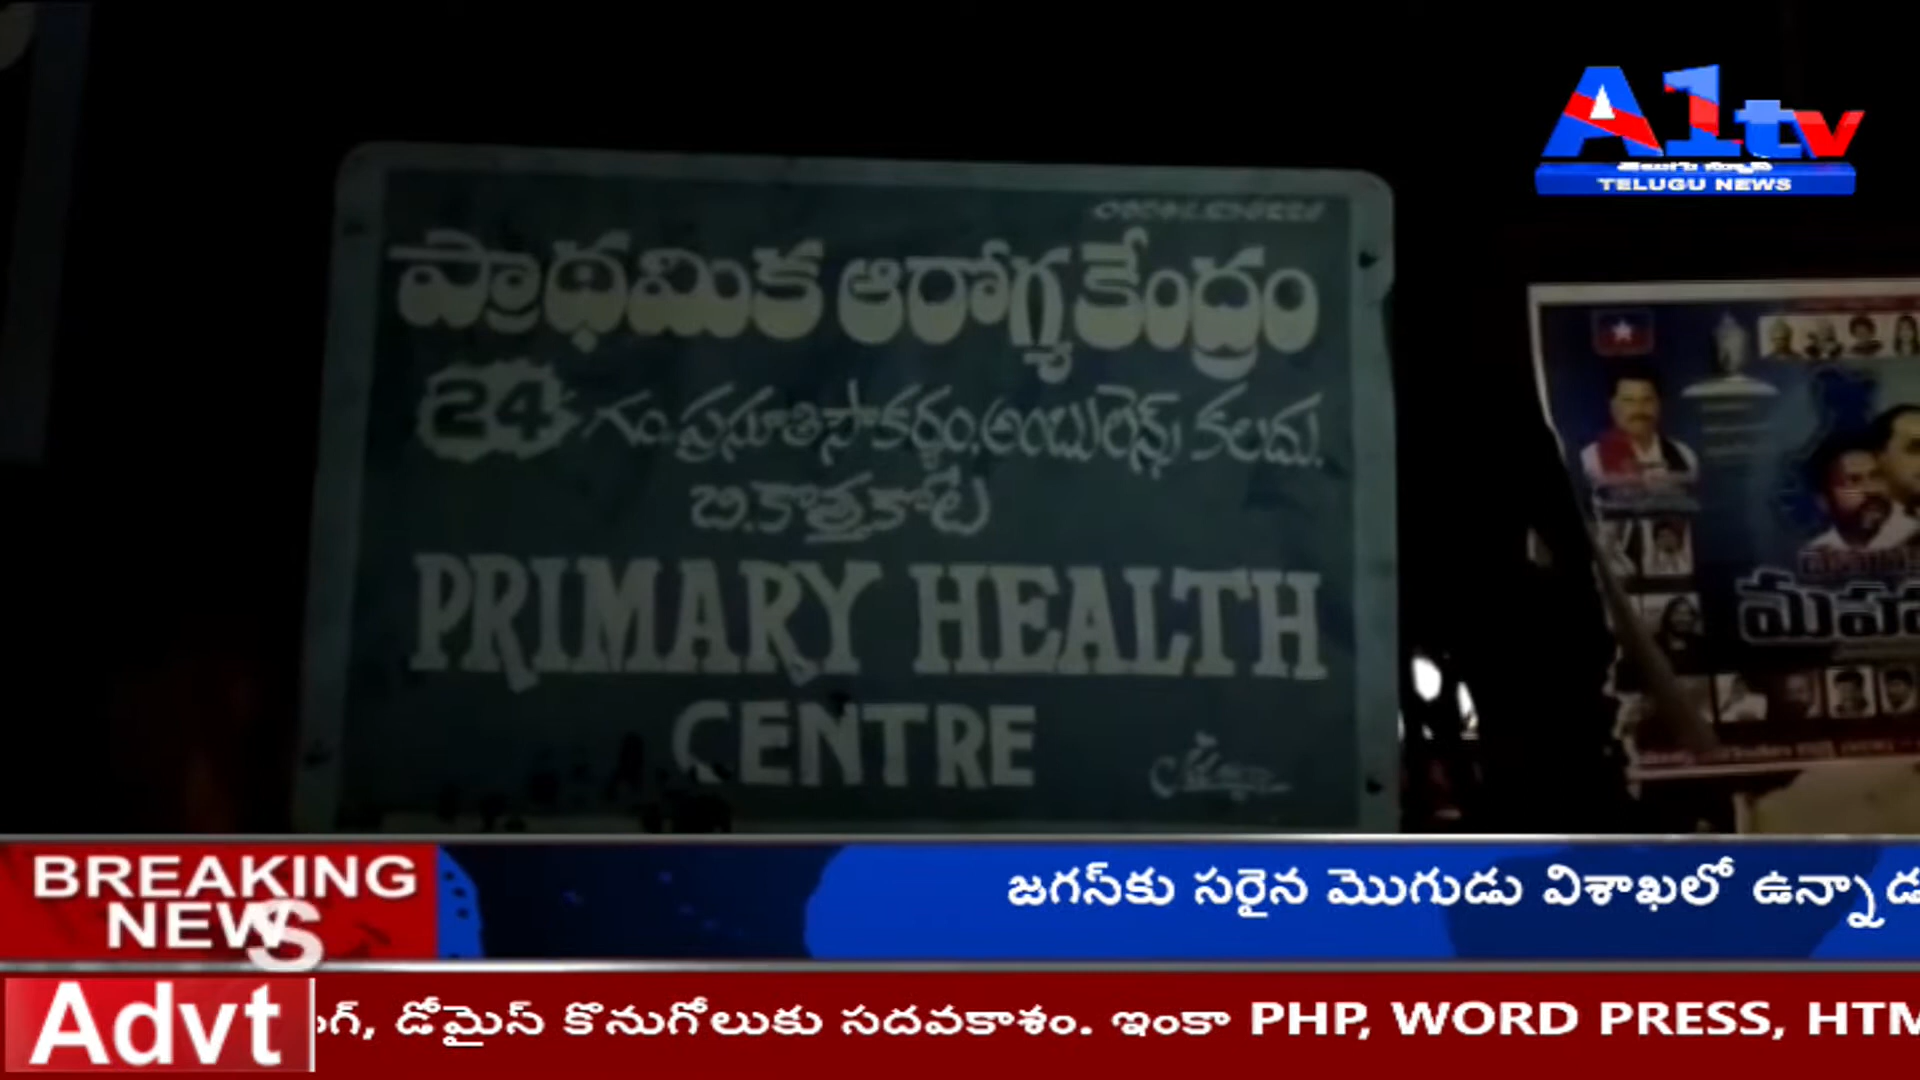 A1tv
తెలుగు న్యూస్
TELUGU NEWS
ప్రాథమిక ఆరోగ్య కేంద్రం
24 గం. ప్రసూతి సౌకర్యం, అంబులెన్స్ కలదు.
బి.కొత్తకోట
PRIMARY HEALTH
CENTRE
మహా
BREAKING
NEWS
జగన్‌కు సరైన మొగుడు విశాఖలో ఉన్నాడ
Advt
ంగ్, డోమైన్ కొనుగోలుకు సదవకాశం. ఇంకా PHP, WORD PRESS, HTM